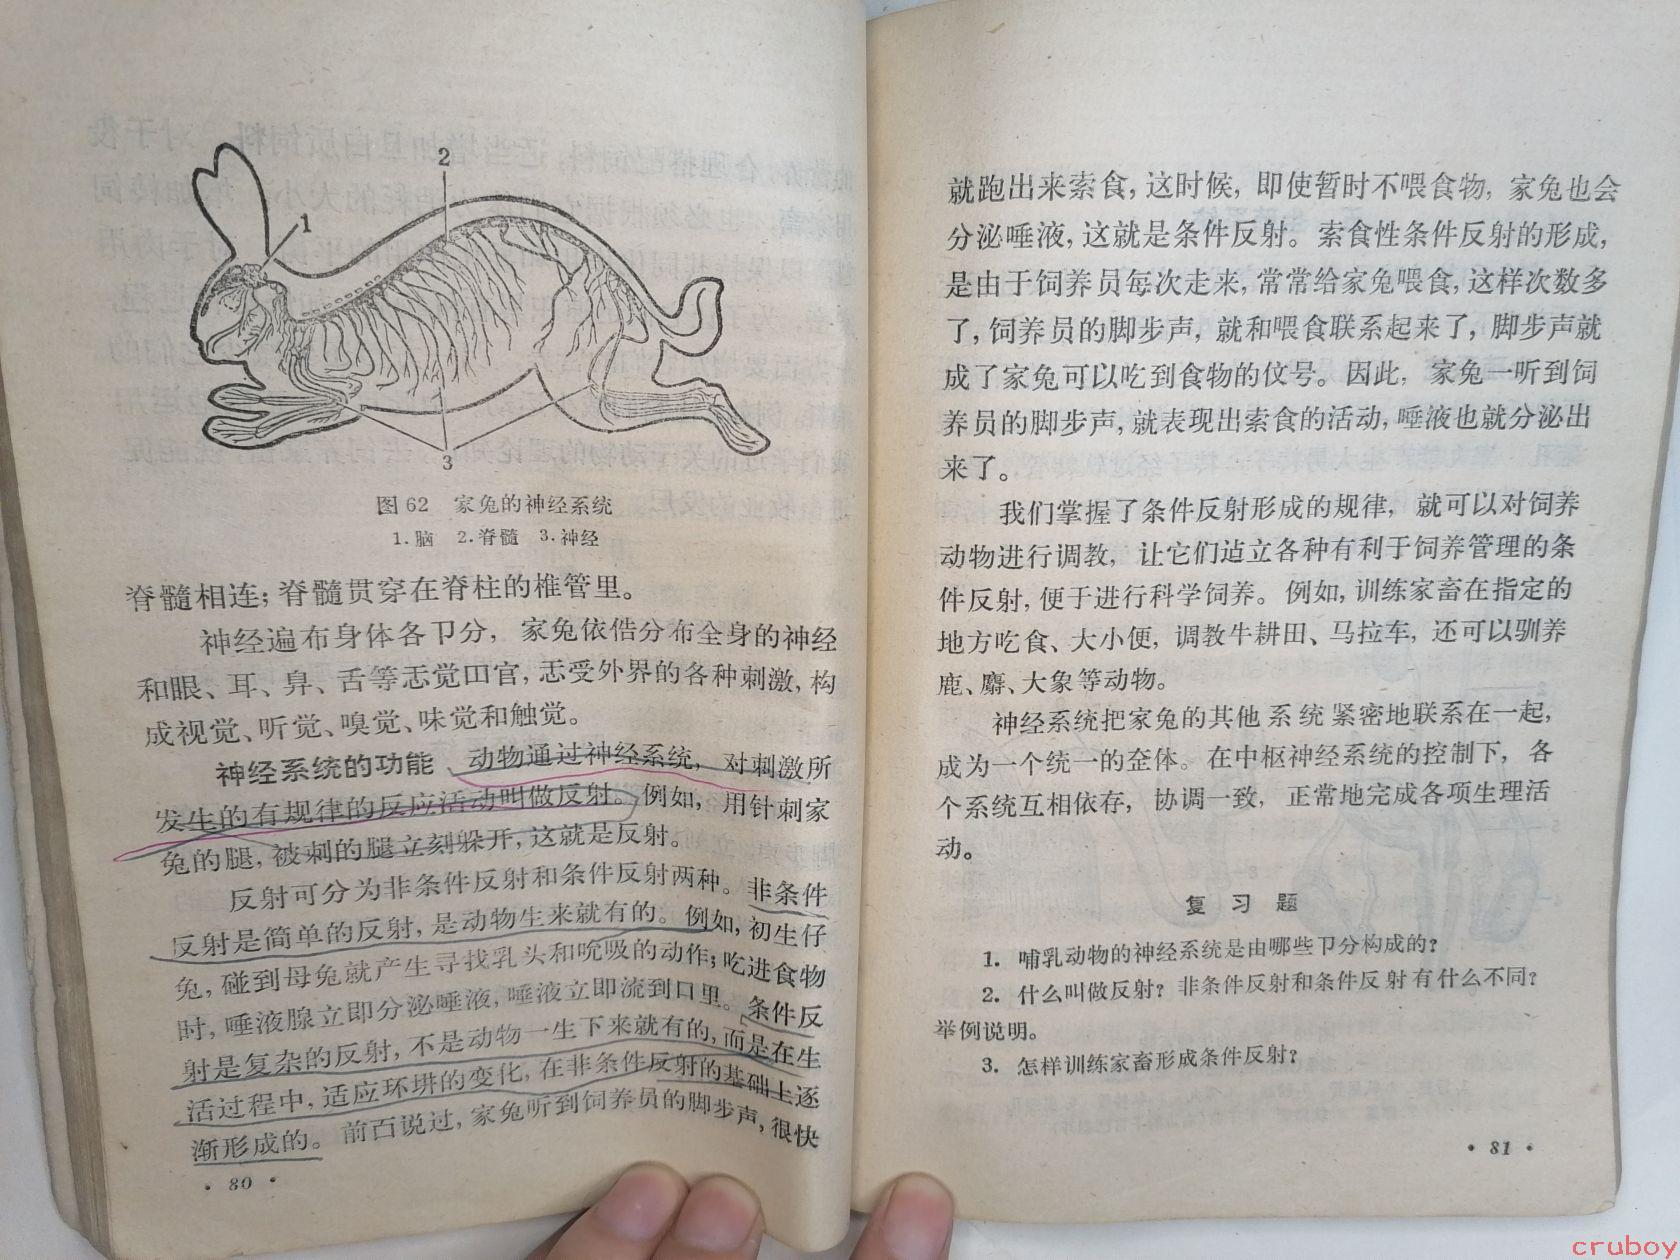 1
2
3
图62 家兔的神经系统
1.脑 2.脊髓 3.神经
脊髓相连；脊髓贯穿在脊柱的椎管里。
神经遍布身体各卩分，家兔依俈分布全身的神经
和眼、耳、、舌等觉官，受外界的各种刺激，构
成视觉、听觉、嗅觉、味觉和触觉。
神经系统的功能 动物通过神经系统，对刺激所
发生的有规律的反应活动叫做反射。例如，用针刺家
兔的腿，被刺的腿立刻躲开，这就是反射。
反射可分为非条件反射和条件反射两种。非条件
反射是简单的反射，是动物生来就有的。例如，初生仔
兔，碰到母兔就产生寻找乳头和吮吸的动作；吃进食物
时，唾液腺立即分泌唾液，唾液立即流到口里。条件反
射是复杂的反射，不是动物一生下来就有的，而是在生
活过程中，适应环的变化，在非条件反射的基础上逐
渐形成的。前说过，家兔听到饲养员的脚步声，很快
· 80 ·
就跑出来索食，这时候，即使暂时不喂食物，家兔也会
分泌唾液，这就是条件反射。索食性条件反射的形成，
是由于饲养员每次走来，常常给家兔喂食，这样次数多
了，饲养员的脚步声，就和喂食联系起来了，脚步声就
成了家兔可以吃到食物的伩号。因此，家兔一听到饲
养员的脚步声，就表现出索食的活动，唾液也就分泌出
来了。
我们掌握了条件反射形成的规律，就可以对饲养
动物进行调教，让它们迠立各种有利于饲养管理的条
件反射，便于进行科学饲养。例如，训练家畜在指定的
地方吃食、大小便，调教牛耕田、马拉车，还可以驯养
鹿、麝、大象等动物。
神经系统把家兔的其他系统紧密地联系在一起，
成为一个统一的体。在中枢神经系统的控制下，各
个系统互相依存，协调一致，正常地完成各项生理活
动。
复习题
1. 哺乳动物的神经系统是由哪些卩分构成的？
2. 什么叫做反射？非条件反射和条件反射有什么不同？
举例说明。
3. 怎样训练家畜形成条件反射？
· 81 ·
cruboy